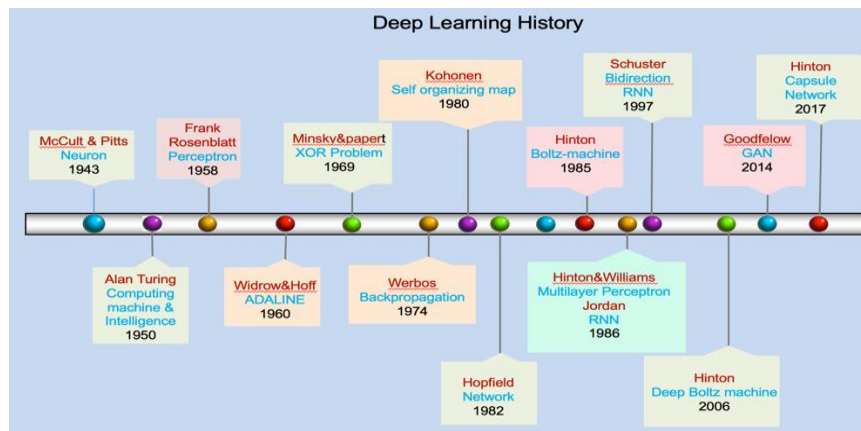 Deep Learning History
McCult & Pitts
Neuron
1943
Alan Turing
Computing
machine &
Intelligence
1950
Frank
Rosenblatt
Perceptron
1958
Widrow&Hoff
ADALINE
1960
Minsky&papert
XOR Problem
1969
Werbos
Backpropagation
1974
Kohonen
Self organizing map
1980
Hopfield
Network
1982
Hinton
Boltz-machine
1985
Hinton&Williams
Multilayer Perceptron
Jordan
RNN
1986
Schuster
Bidirection
RNN
1997
Hinton
Deep Boltz machine
2006
Goodfelow
GAN
2014
Hinton
Capsule
Network
2017